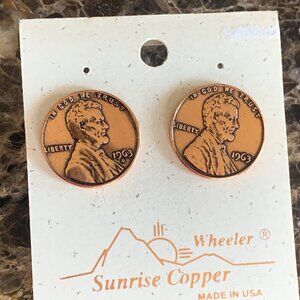 IN GOD WE TRUST
LIBERTY
1963
IN GOD WE TRUST
LIBERTY
1963
Wheeler ®
Sunrise Copper
MADE IN USA